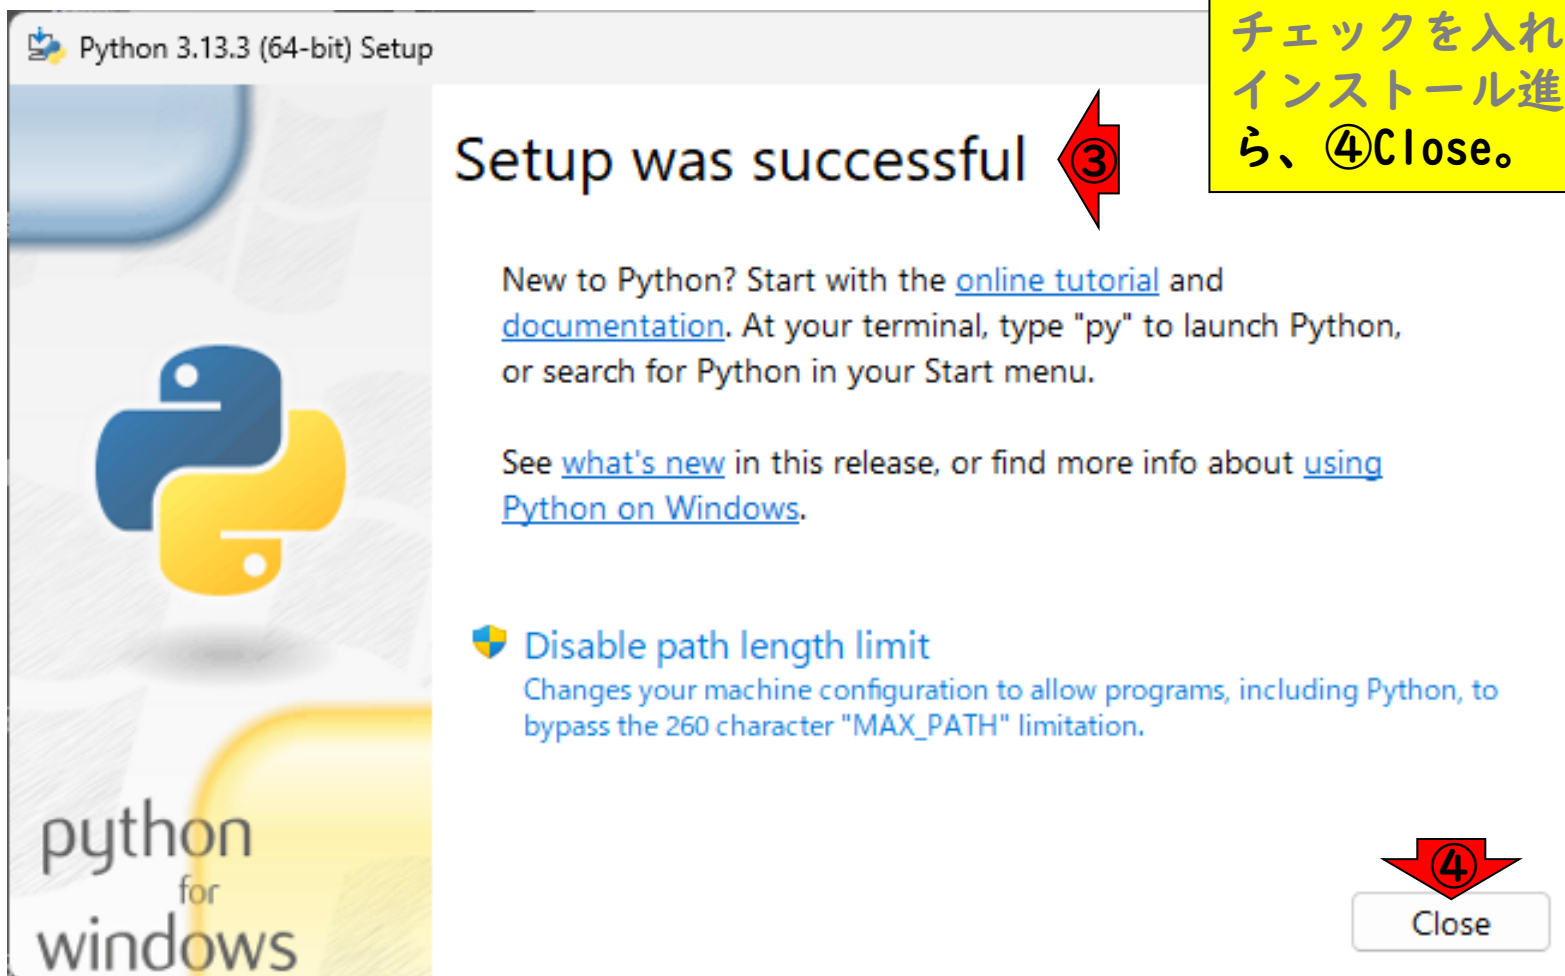 Python 3.13.3 (64-bit) Setup
チェックを入れ
インストール進
ら、④Close。
Setup was successful
③
New to Python? Start with the online tutorial and
documentation. At your terminal, type "py" to launch Python,
or search for Python in your Start menu.
See what's new in this release, or find more info about using
Python on Windows.
Disable path length limit
Changes your machine configuration to allow programs, including Python, to
bypass the 260 character "MAX_PATH" limitation.
python
for
windows
④
Close